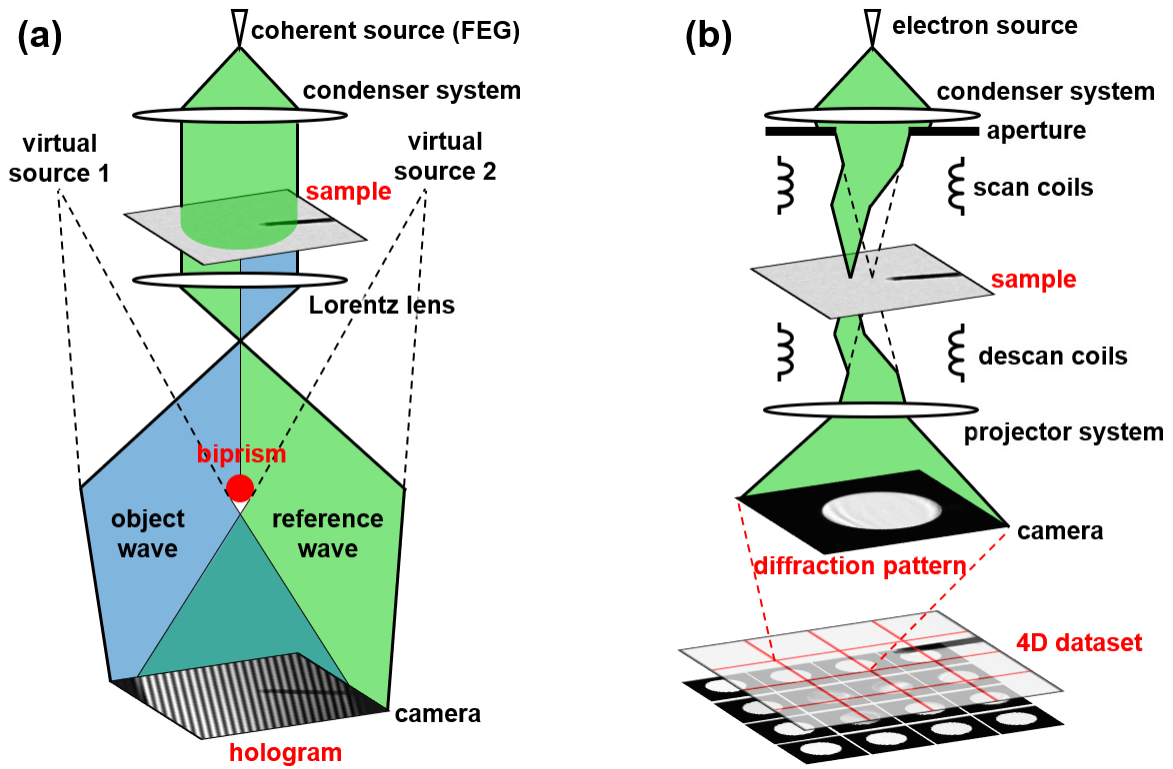 (a)
coherent source (FEG)
condenser system
virtual
source 1
virtual
source 2
sample
Lorentz lens
biprism
object
wave
reference
wave
camera
hologram
(b)
electron source
condenser system
aperture
scan coils
sample
descan coils
projector system
camera
diffraction pattern
4D dataset